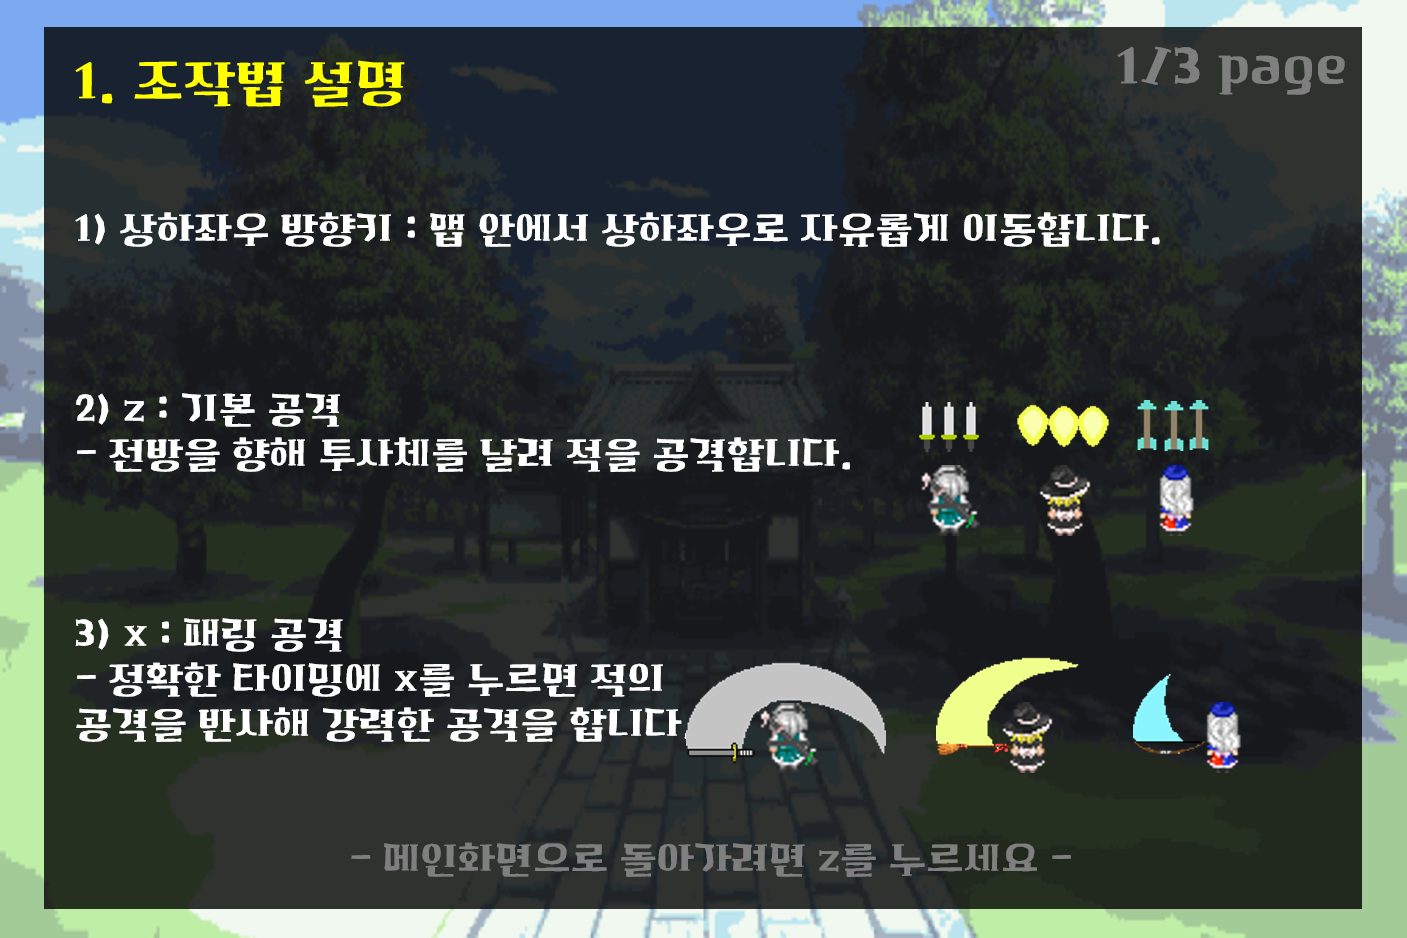 1. 조작법 설명
1/3 page
1) 상하좌우 방향키 : 맵 안에서 상하좌우로 자유롭게 이동합니다.
2) z : 기본 공격
- 전방을 향해 투사체를 날려 적을 공격합니다.
3) x : 패링 공격
- 정확한 타이밍에 x를 누르면 적의
공격을 반사해 강력한 공격을 합니다.
- 메인화면으로 돌아가려면 z를 누르세요 -